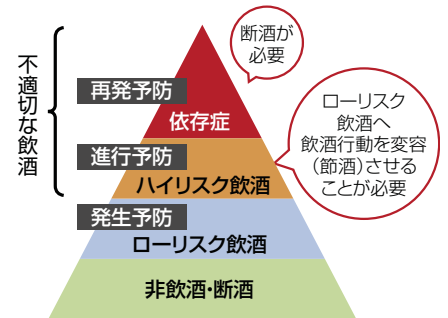 不適切な飲酒
断酒が
必要
再発予防
依存症
ローリスク
飲酒へ
飲酒行動を変容
(節酒)させる
ことが必要
進行予防
ハイリスク飲酒
発生予防
ローリスク飲酒
非飲酒・断酒